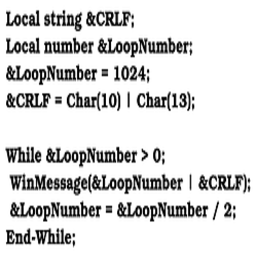 Local string &CRLF;
Local number &LoopNumber;
&LoopNumber = 1024;
&CRLF = Char(10) | Char(13);
While &LoopNumber > 0;
WinMessage(&LoopNumber | &CRLF);
&LoopNumber = &LoopNumber / 2;
End-While;